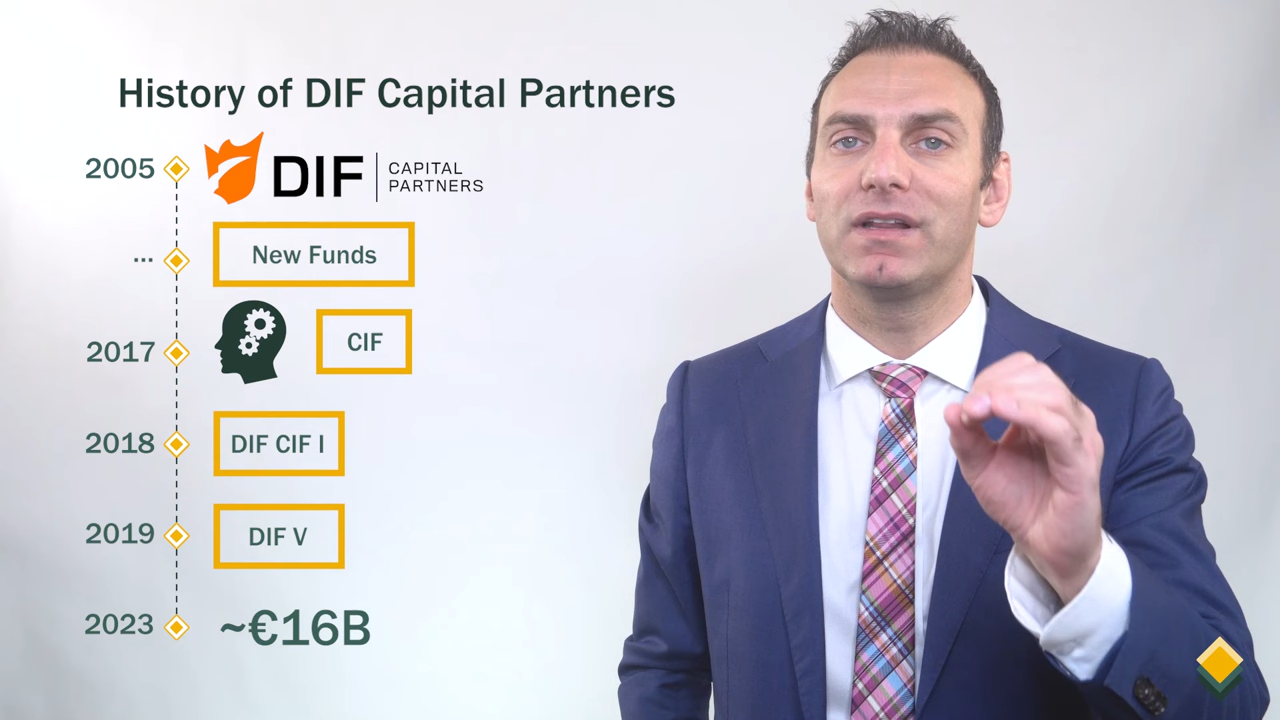 History of DIF Capital Partners
2005
DIF
CAPITAL
PARTNERS
...
New Funds
2017
CIF
2018
DIF CIF I
2019
DIF V
2023
~€16B